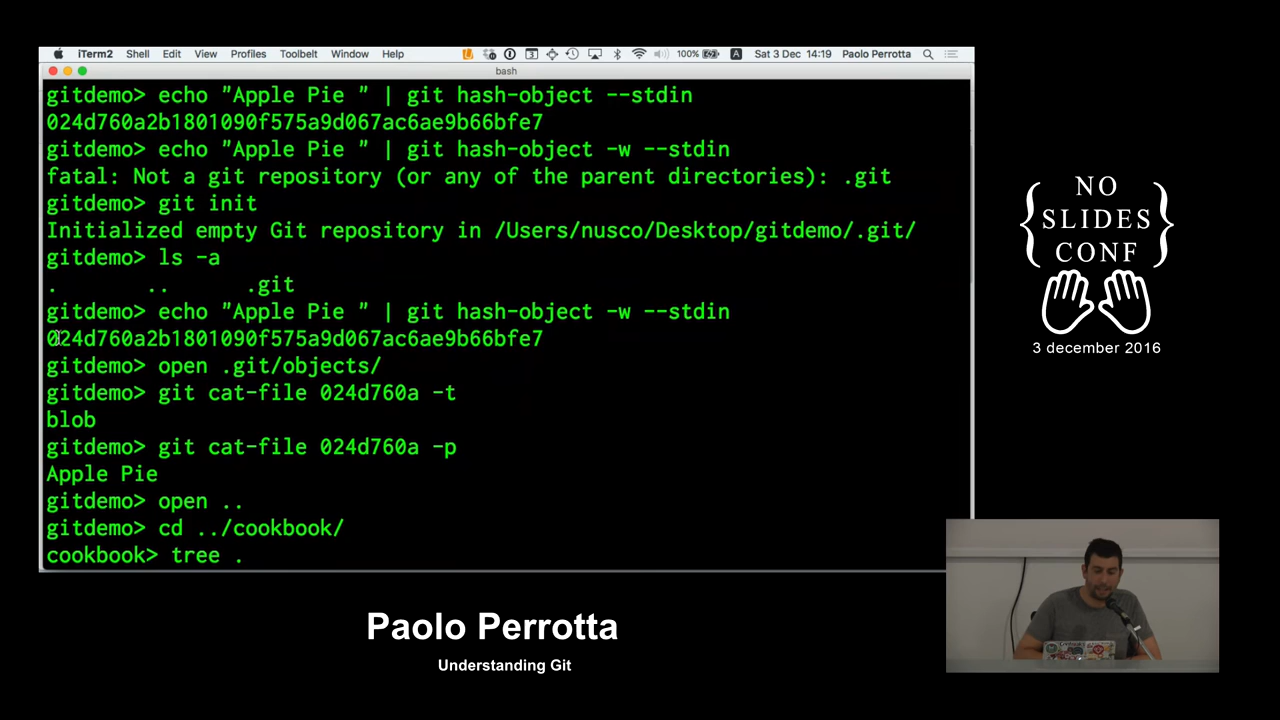 iTerm2 Shell Edit View Profiles Toolbelt Window Help 3 100% A Sat 3 Dec 14:19 Paolo Perrotta
bash
gitdemo> echo "Apple Pie " | git hash-object --stdin
024d760a2b1801090f575a9d067ac6ae9b66bfe7
gitdemo> echo "Apple Pie " | git hash-object -w --stdin
fatal: Not a git repository (or any of the parent directories): .git
gitdemo> git init
Initialized empty Git repository in /Users/nusco/Desktop/gitdemo/.git/
gitdemo> ls -a
. .. .git
gitdemo> echo "Apple Pie " | git hash-object -w --stdin
024d760a2b1801090f575a9d067ac6ae9b66bfe7
gitdemo> open .git/objects/
gitdemo> git cat-file 024d760a -t
blob
gitdemo> git cat-file 024d760a -p
Apple Pie
gitdemo> open ..
gitdemo> cd ../cookbook/
cookbook> tree .
NO
SLIDES
CONF
3 december 2016
Paolo Perrotta
Understanding Git